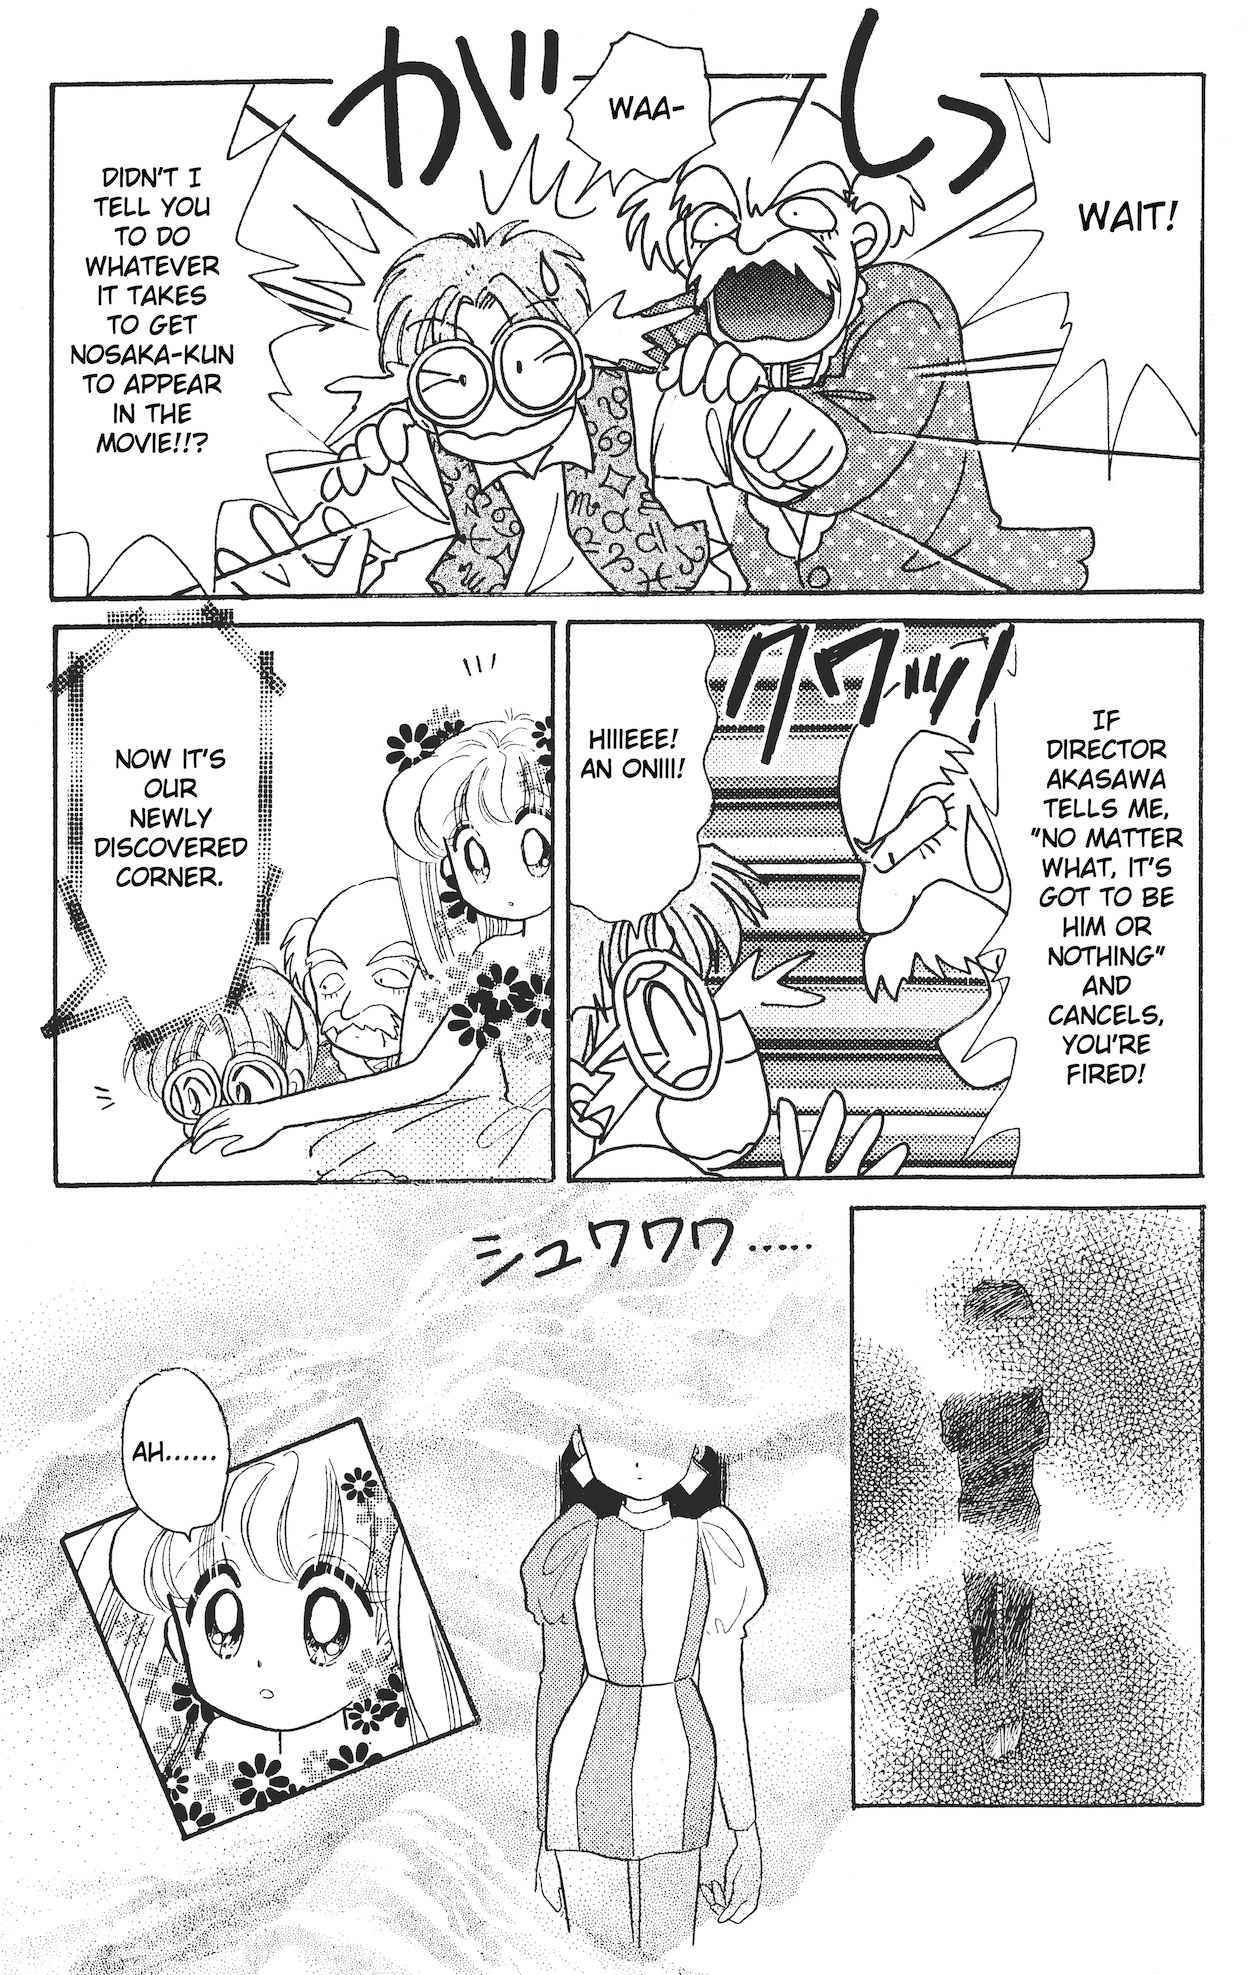 がしっ
WAIT!
WAA-
DIDN'T I
TELL YOU
TO DO
WHATEVER
IT TAKES
TO GET
NOSAKA-KUN
TO APPEAR
IN THE
MOVIE!!?
IF
DIRECTOR
AKASAWA
TELLS ME,
"NO MATTER
WHAT, IT'S
GOT TO BE
HIM OR
NOTHING"
AND
CANCELS,
YOU'RE
FIRED!
クワッ!
HIIIEEE!
AN ONIII!
NOW IT'S
OUR
NEWLY
DISCOVERED
CORNER.
シュワワワ……
AH......